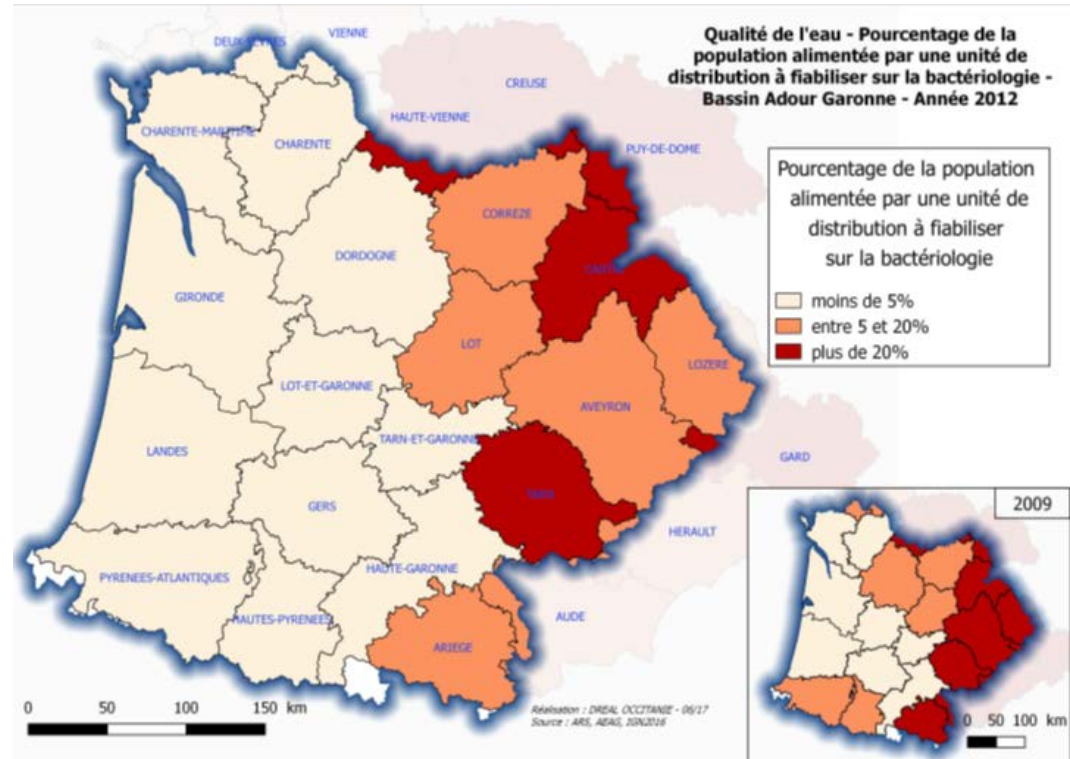 Qualité de l'eau - Pourcentage de la
population alimentée par une unité de
distribution à fiabiliser sur la bactériologie -
Bassin Adour Garonne - Année 2012
Pourcentage de la population
alimentée par une unité de
distribution à fiabiliser
sur la bactériologie
moins de 5%
entre 5 et 20%
plus de 20%
VIENNE
CREUSE
HAUTE-VIENNE
PUY-DE-DOME
CHARENTE-MARITIME
CHARENTE
CORREZE
DORDOGNE
CANTAL
GIRONDE
LOT
LOZERE
LOT-ET-GARONNE
AVEYRON
TARN-ET-GARONNE
LANDES
GARD
TARN
GERS
HERAULT
HAUTE-GARONNE
PYRENEES-ATLANTIQUES
HAUTES-PYRENEES
AUDE
ARIEGE
0 50 100 150 km
Réalisation : DREAL OCCITANIE - 06/17
Source : ARS, AEAG, IGN2016
2009
0 50 100 km